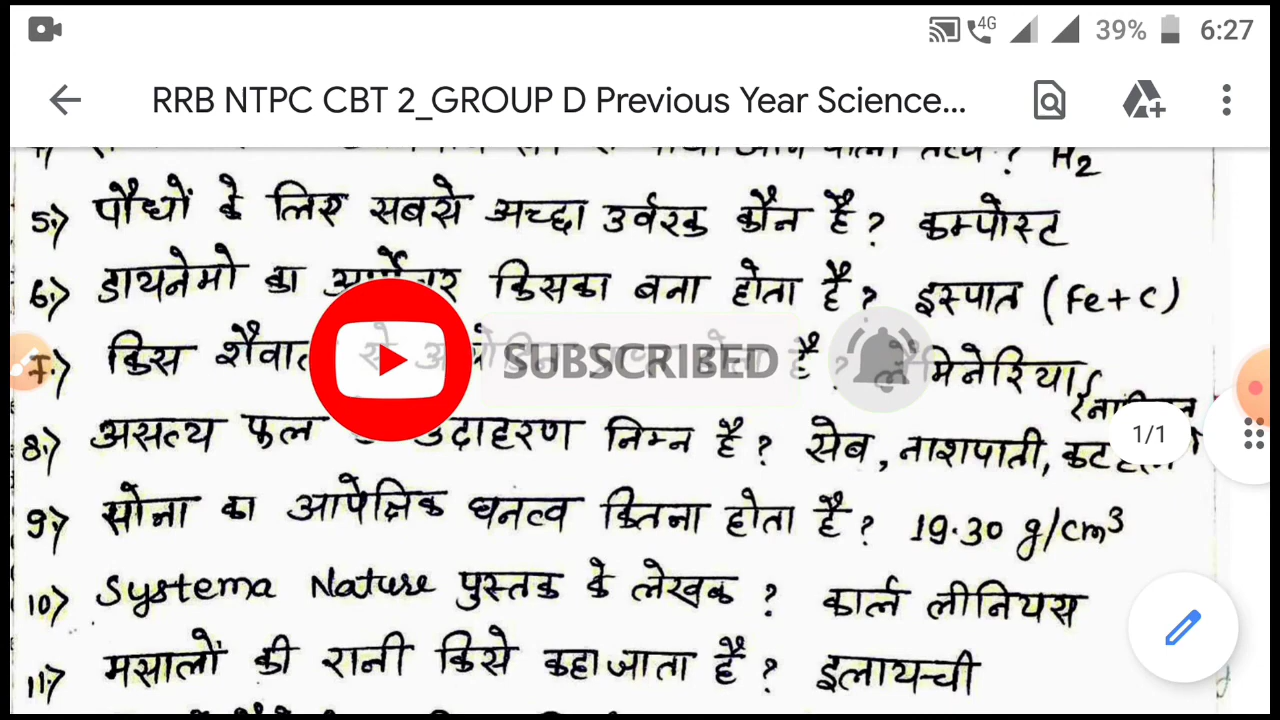 4G 39% 6:27
RRB NTPC CBT 2_GROUP D Previous Year Science...
H2
5.) पौधों के लिए सबसे अच्छा उर्वरक कौन है? कम्पोस्ट
6.) डायनेमो का किसका बना होता है? इस्पात (Fe+C)
7.) किस है?
SUBSCRIBED
8.) असत्य फल उदाहरण निम्न है? सेब, नाशपाती,
1/1
9.) सोना का आपेक्षिक घनत्व कितना होता है? 19.30 g/cm3
10.) Systema Nature पुस्तक के लेखक? कार्ल लीनियस
11.) मसालों की रानी किसे कहा जाता है? इलायची